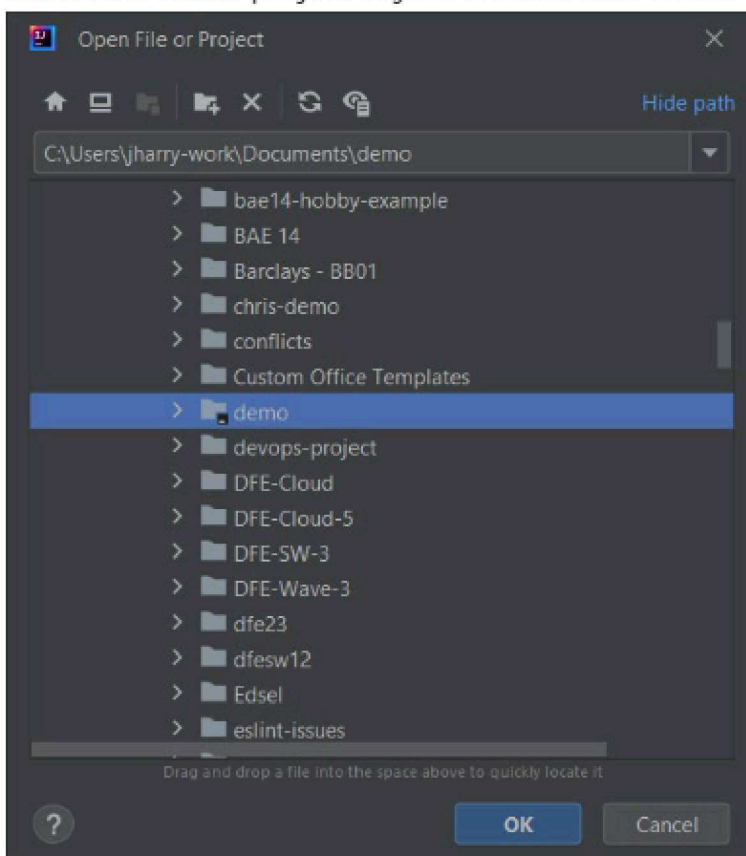 Open File or Project
Hide path
C:\Users\jharry-work\Documents\demo
bae14-hobby-example
BAE 14
Barclays - BB01
chris-demo
conflicts
Custom Office Templates
demo
devops-project
DFE-Cloud
DFE-Cloud-5
DFE-SW-3
DFE-Wave-3
dfe23
dfesw12
Edsel
eslint-issues
Drag and drop a file into the space above to quickly locate it
? OK Cancel